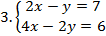 3. { 2x − y = 7
4x − 2y = 6